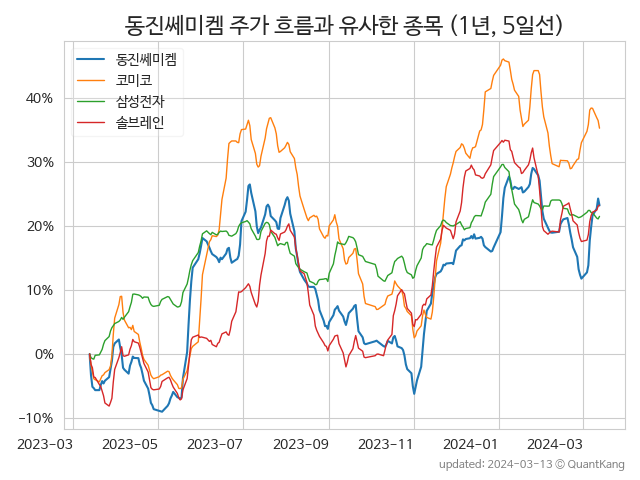 동진쎄미켐 주가 흐름과 유사한 종목 (1년, 5일선)
동진쎄미켐
코미코
삼성전자
솔브레인
40%
30%
20%
10%
0%
−10%
2023-03
2023-05
2023-07
2023-09
2023-11
2024-01
2024-03
updated: 2024-03-13 © QuantKang